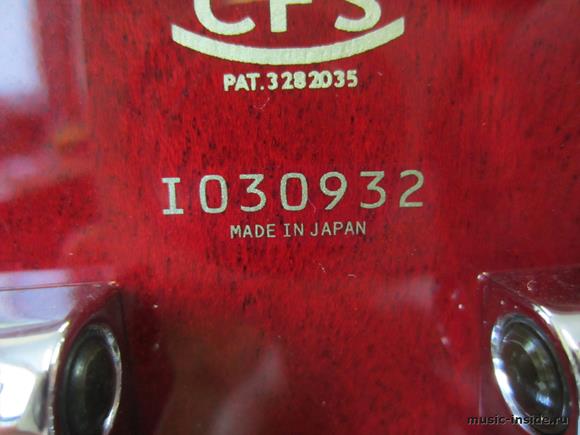 CFS
PAT.3282035
I030932
MADE IN JAPAN
music-inside.ru